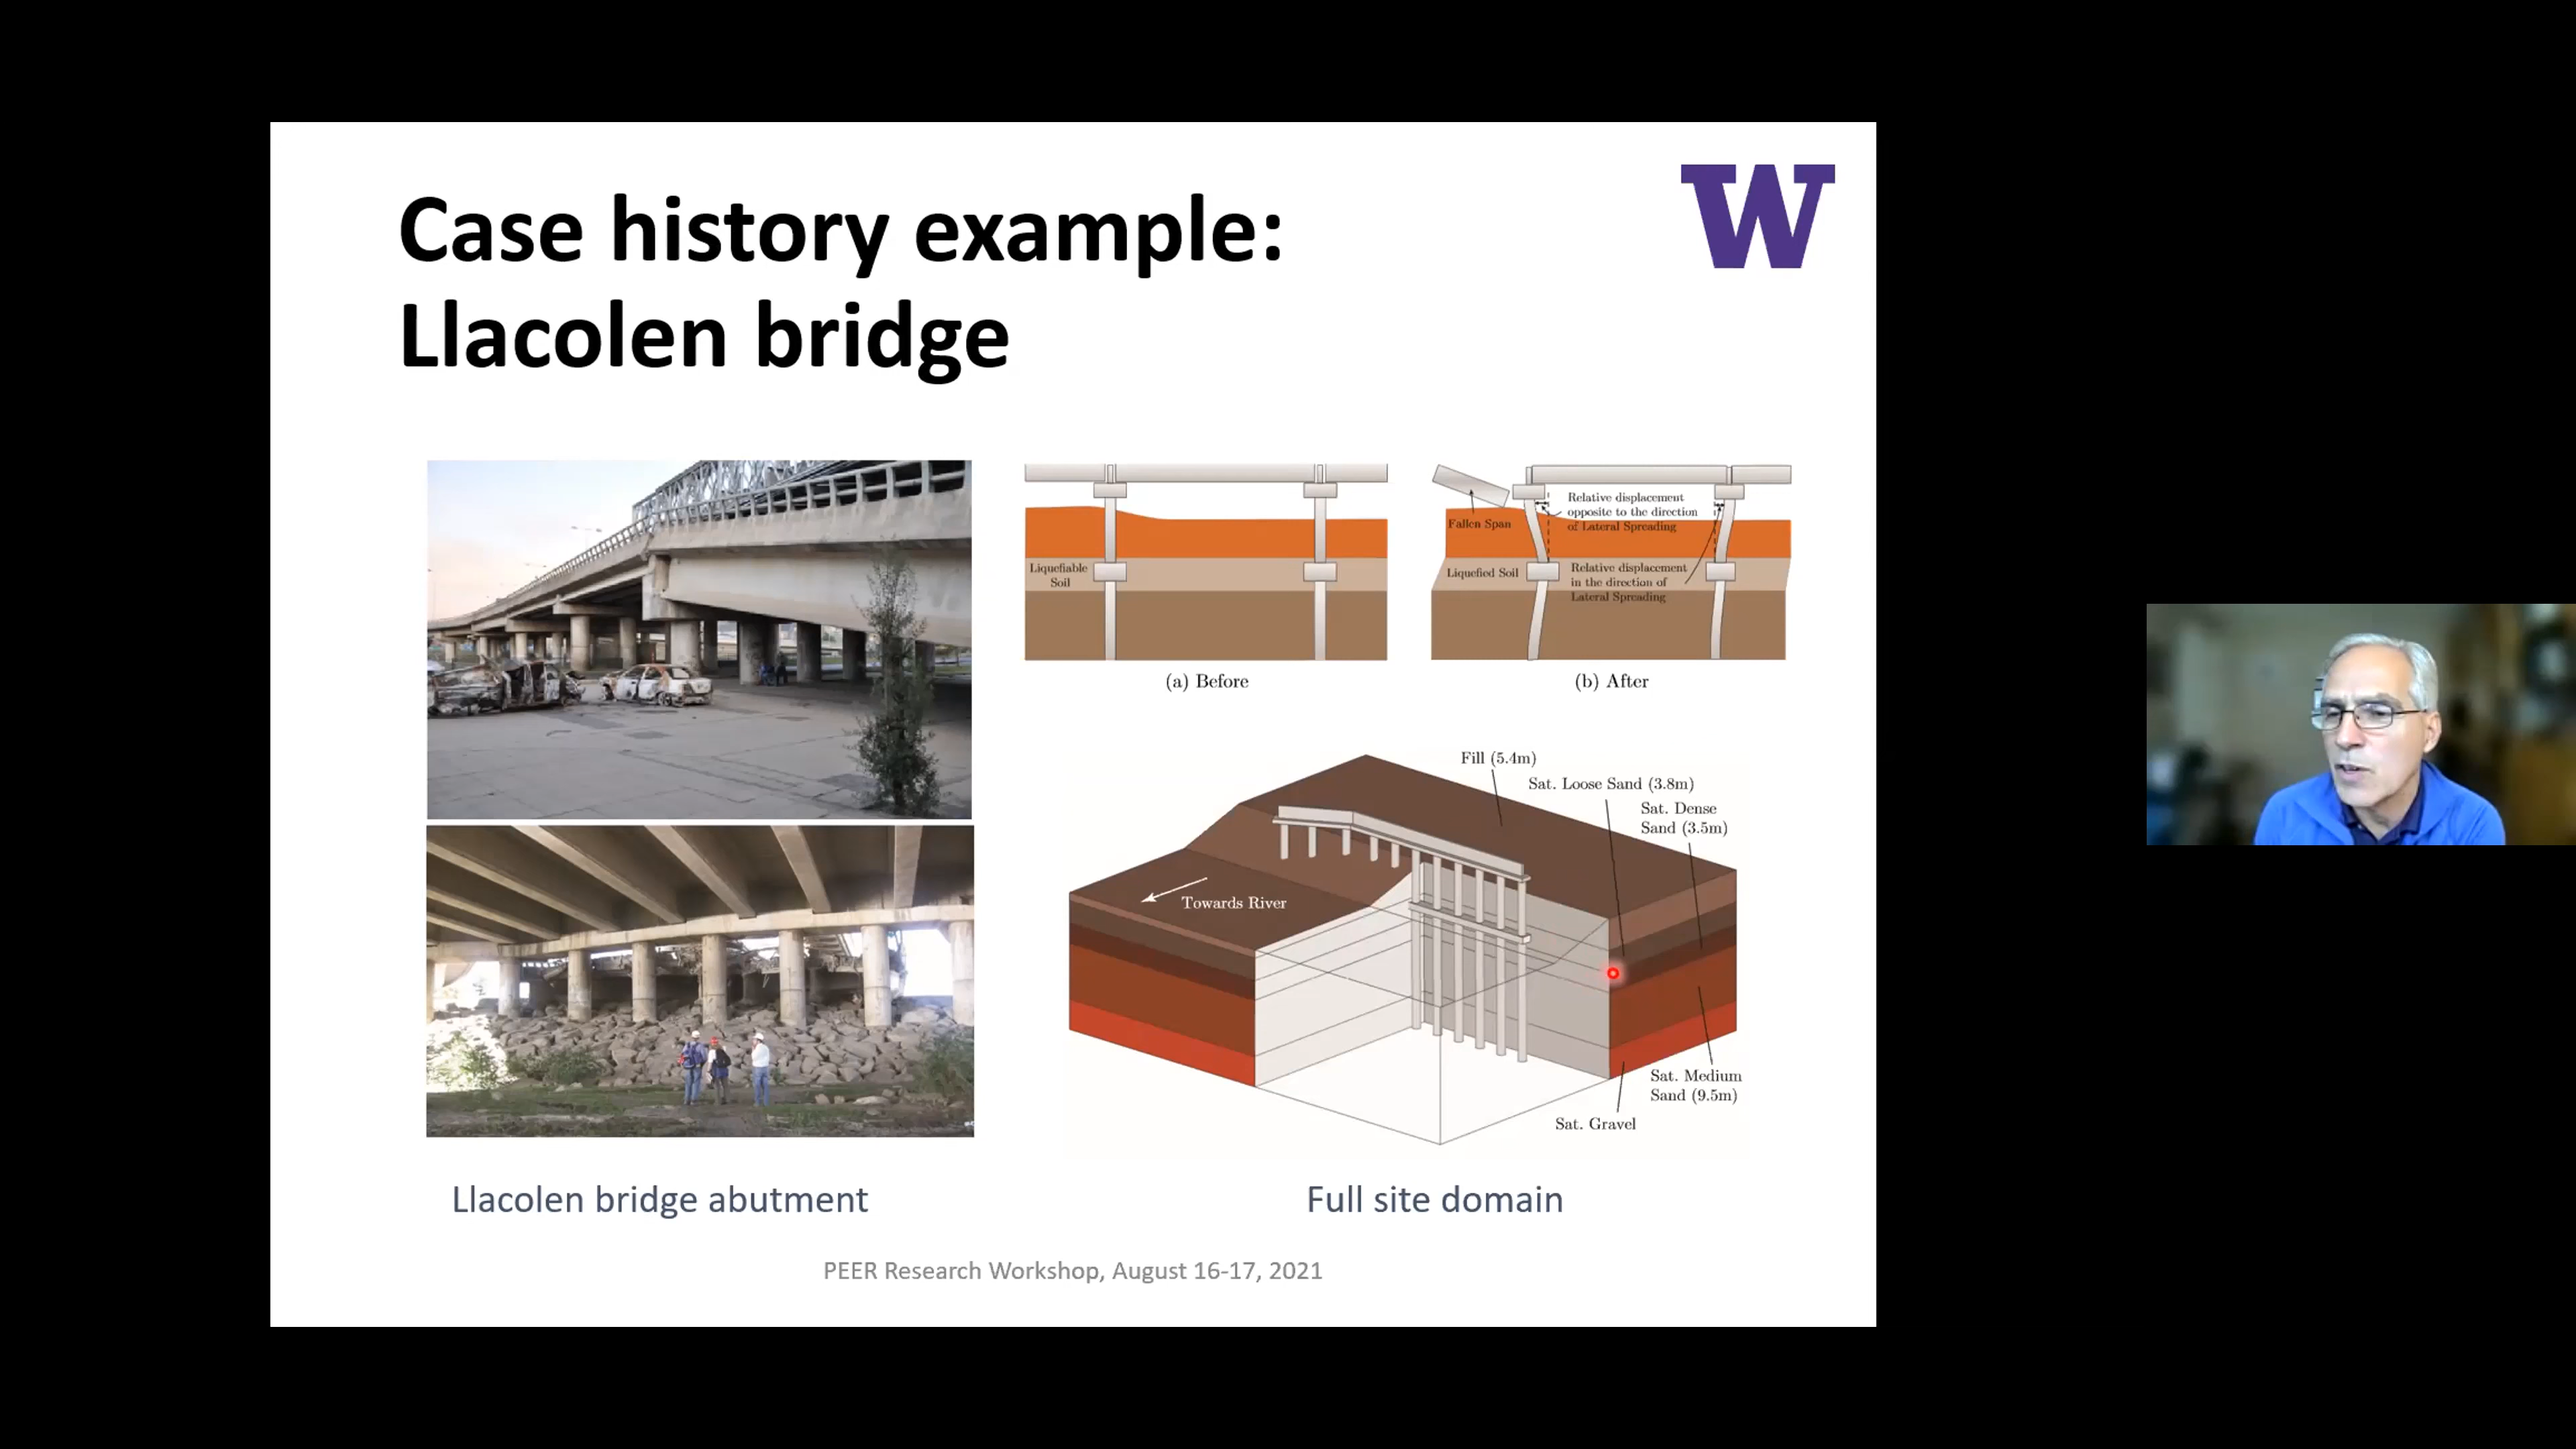 Case history example:
Llacolen bridge
W
Liquefiable
Soil
(a) Before
Fallen Span
Relative displacement
opposite to the direction
of Lateral Spreading
Liquefied Soil
Relative displacement
in the direction of
Lateral Spreading
(b) After
Fill (5.4m)
Sat. Loose Sand (3.8m)
Sat. Dense
Sand (3.5m)
Towards River
Sat. Medium
Sand (9.5m)
Sat. Gravel
Llacolen bridge abutment
Full site domain
PEER Research Workshop, August 16-17, 2021